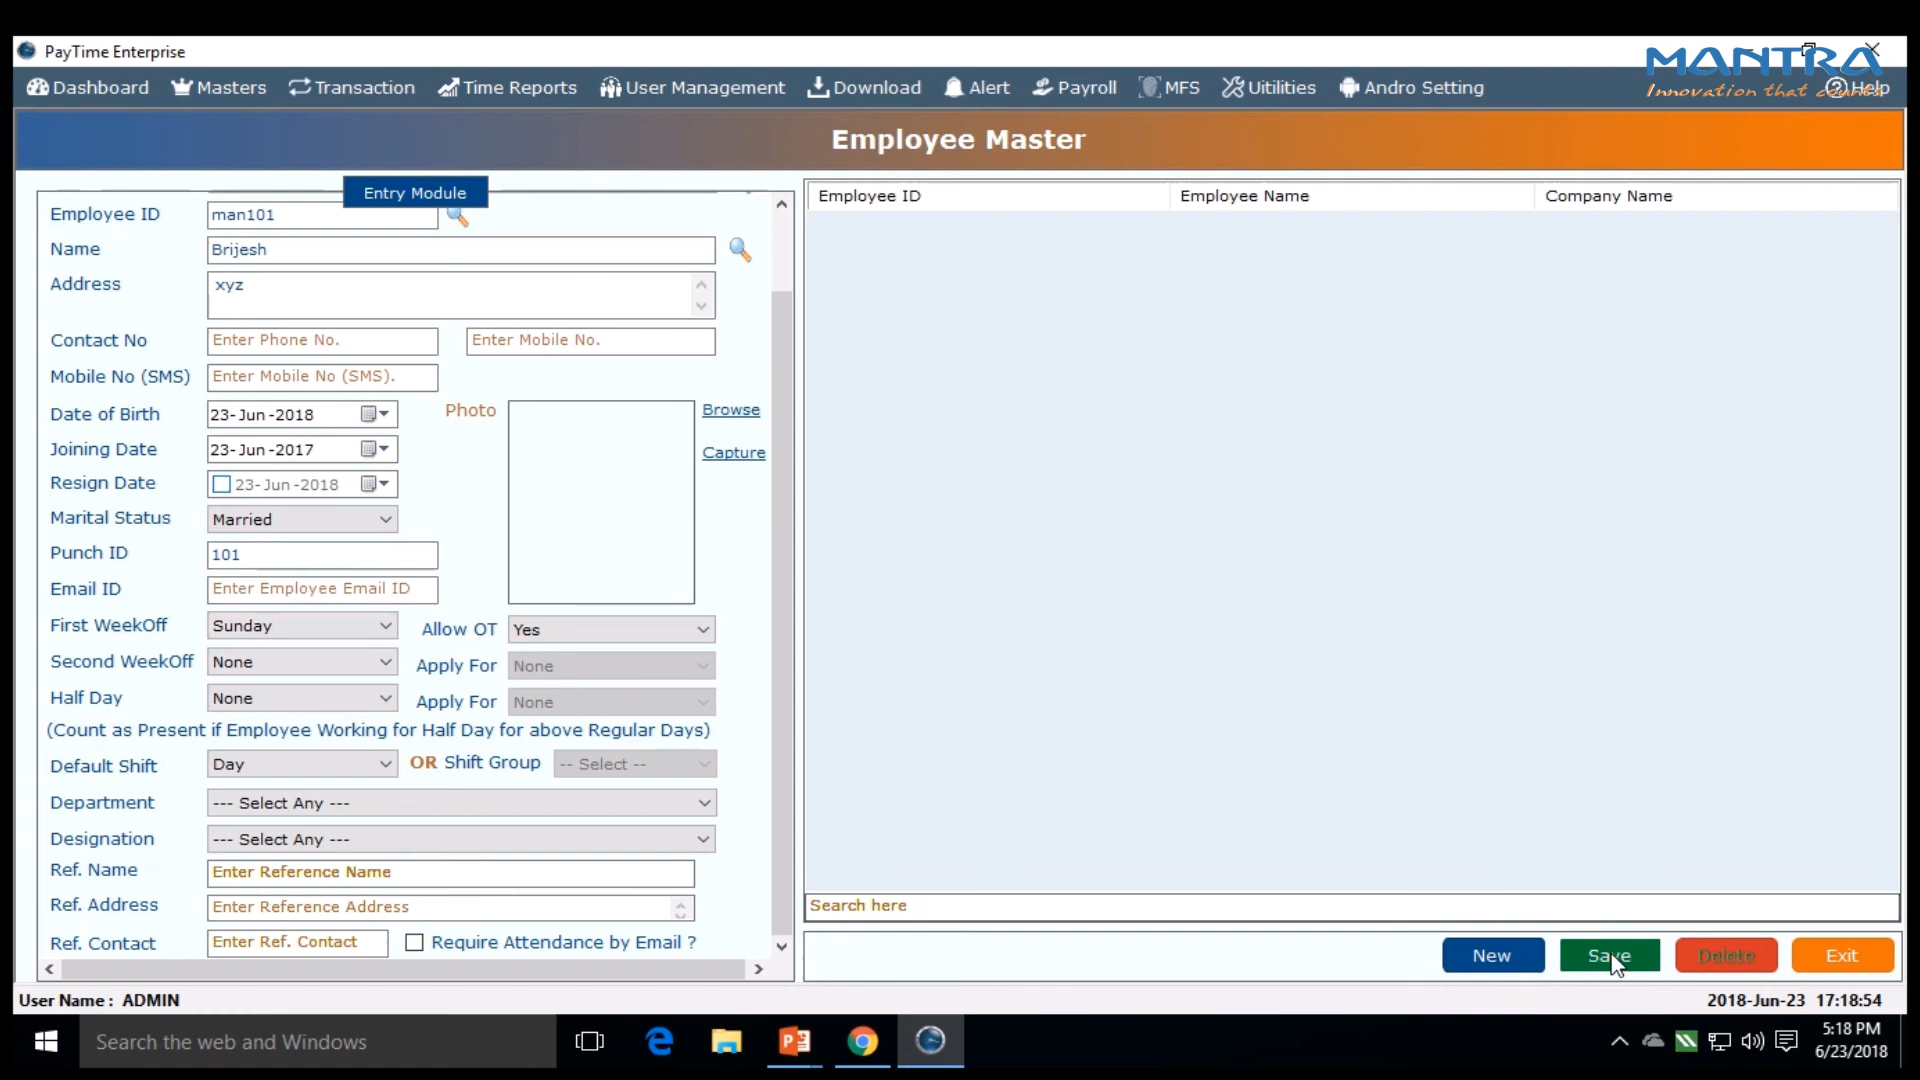 PayTime Enterprise
MANTRA
Innovation that counts
Dashboard Masters Transaction Time Reports User Management Download Alert Payroll MFS Uitilities Andro Setting Help
Employee Master
Entry Module
Employee ID man101
Name Brijesh
Address xyz
Contact No Enter Phone No. Enter Mobile No.
Mobile No (SMS) Enter Mobile No (SMS).
Date of Birth 23-Jun-2018 Photo Browse
Joining Date 23-Jun-2017 Capture
Resign Date 23-Jun-2018
Marital Status Married
Punch ID 101
Email ID Enter Employee Email ID
First WeekOff Sunday Allow OT Yes
Second WeekOff None Apply For None
Half Day None Apply For None
(Count as Present if Employee Working for Half Day for above Regular Days)
Default Shift Day OR Shift Group -- Select --
Department --- Select Any ---
Designation --- Select Any ---
Ref. Name Enter Reference Name
Ref. Address Enter Reference Address
Ref. Contact Enter Ref. Contact Require Attendance by Email ?
Employee ID Employee Name Company Name
Search here
New Save Delete Exit
User Name : ADMIN 2018-Jun-23 17:18:54
Search the web and Windows
5:18 PM
6/23/2018